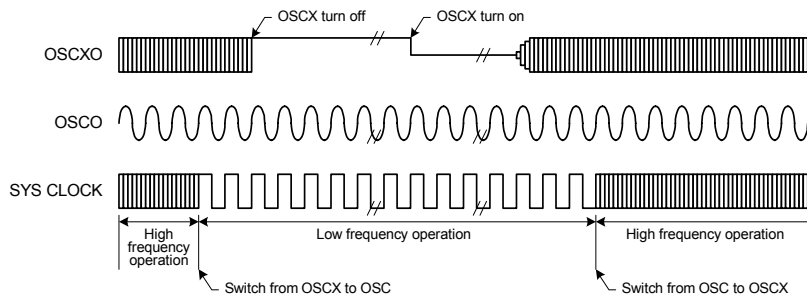 OSCX turn off
OSCX turn on
OSCXO
OSCO
SYS CLOCK
High
frequency
operation
Low frequency operation
High frequency operation
Switch from OSCX to OSC
Switch from OSC to OSCX